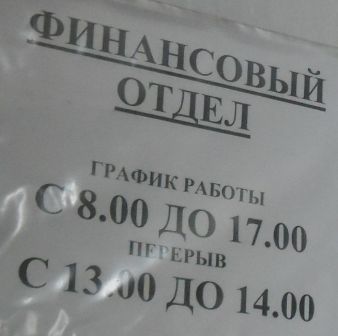 ФИНАНСОВЫЙ
ОТДЕЛ
ГРАФИК РАБОТЫ
С 8.00 ДО 17.00
ПЕРЕРЫВ
С 13.00 ДО 14.00